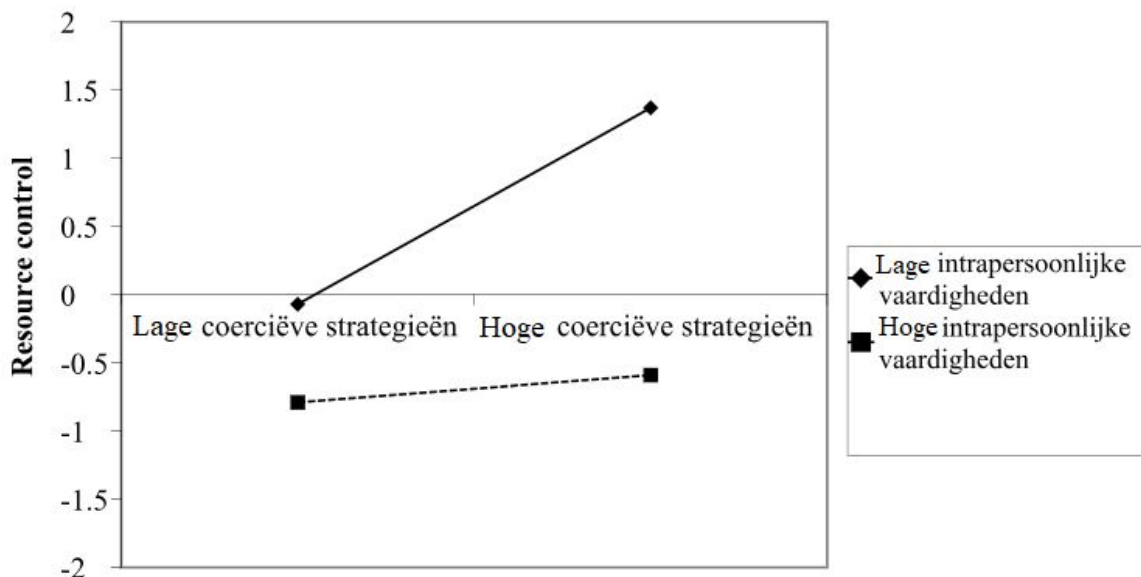 2
1.5
1
0.5
0
-0.5
-1
-1.5
-2
Resource control
Lage coerciëve strategieën
Hoge coerciëve strategieën
Lage intrapersoonlijke
vaardigheden
Hoge intrapersoonlijke
vaardigheden